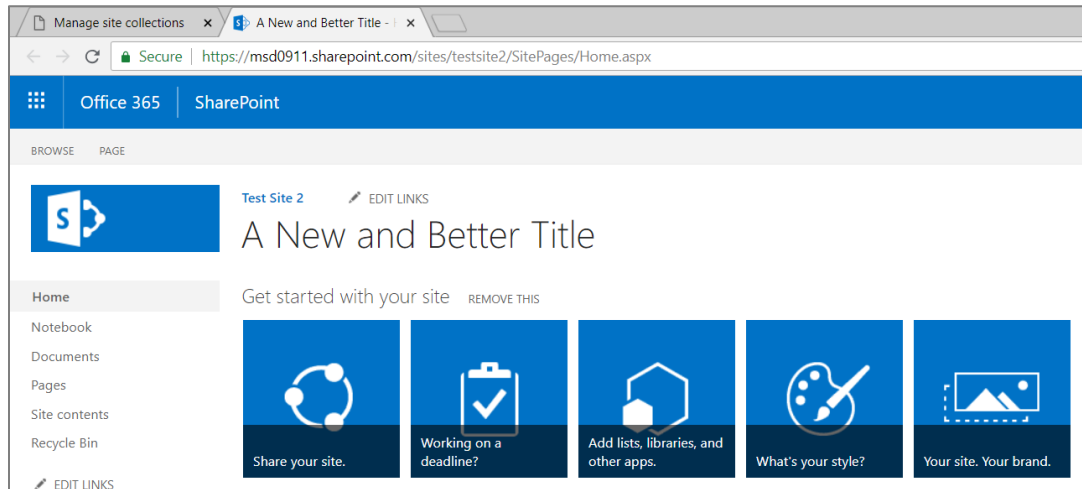 Manage site collections
A New and Better Title - H
Secure https://msd0911.sharepoint.com/sites/testsite2/SitePages/Home.aspx
Office 365 SharePoint
BROWSE PAGE
S
Test Site 2 EDIT LINKS
A New and Better Title
Home
Notebook
Documents
Pages
Site contents
Recycle Bin
EDIT LINKS
Get started with your site REMOVE THIS
Share your site.
Working on a
deadline?
Add lists, libraries, and
other apps.
What's your style?
Your site. Your brand.